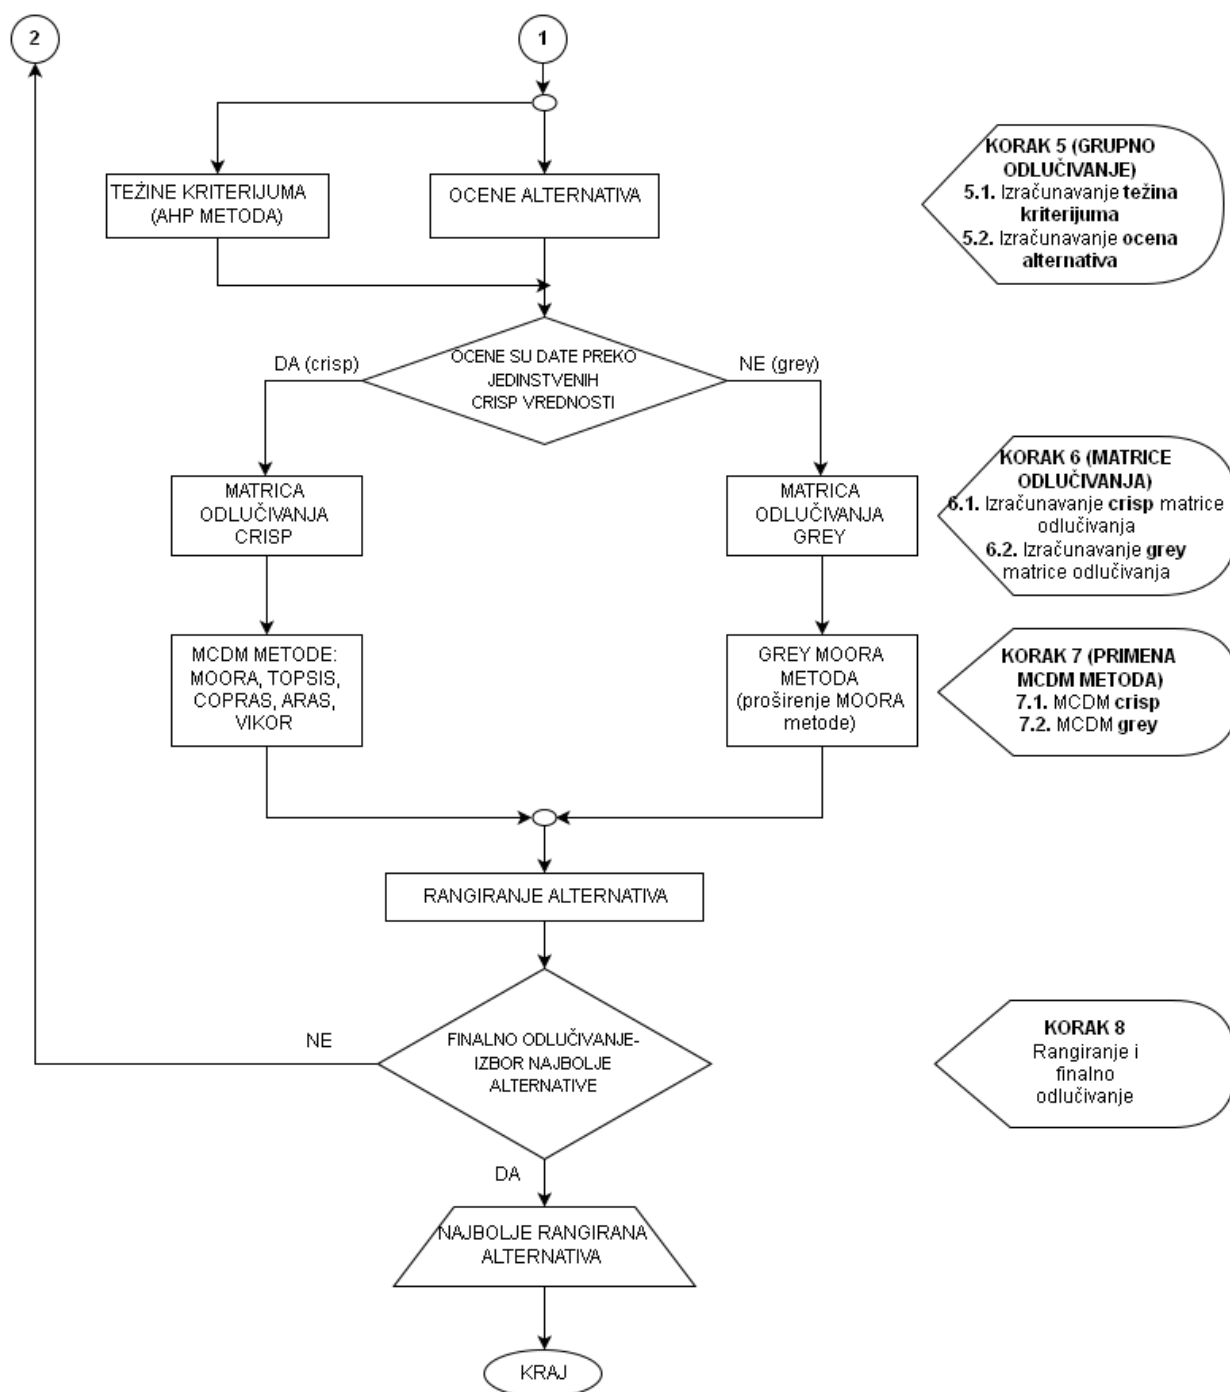 2
1
TEŽINE KRITERIJUMA
(AHP METODA)
OCENE ALTERNATIVA
KORAK 5 (GRUPNO
ODLUČIVANJE)
5.1. Izračunavanje težina
kriterijuma
5.2. Izračunavanje ocena
alternativa
DA (crisp)
OCENE SU DATE PREKO
JEDINSTVENIH
CRISP VREDNOSTI
NE (grey)
MATRICA
ODLUČIVANJA
CRISP
MATRICA
ODLUČIVANJA
GREY
KORAK 6 (MATRICE
ODLUČIVANJA)
6.1. Izračunavanje crisp matrice
odlučivanja
6.2. Izračunavanje grey
matrice odlučivanja
MCDM METODE:
MOORA, TOPSIS,
COPRAS, ARAS,
VIKOR
GREY MOORA
METODA
(proširenje MOORA
metode)
KORAK 7 (PRIMENA
MCDM METODA)
7.1. MCDM crisp
7.2. MCDM grey
RANGIRANJE ALTERNATIVA
NE
FINALNO ODLUČIVANJE-
IZBOR NAJBOLJE
ALTERNATIVE
KORAK 8
Rangiranje i
finalno
odlučivanje
DA
NAJBOLJE RANGIRANA
ALTERNATIVA
KRAJ